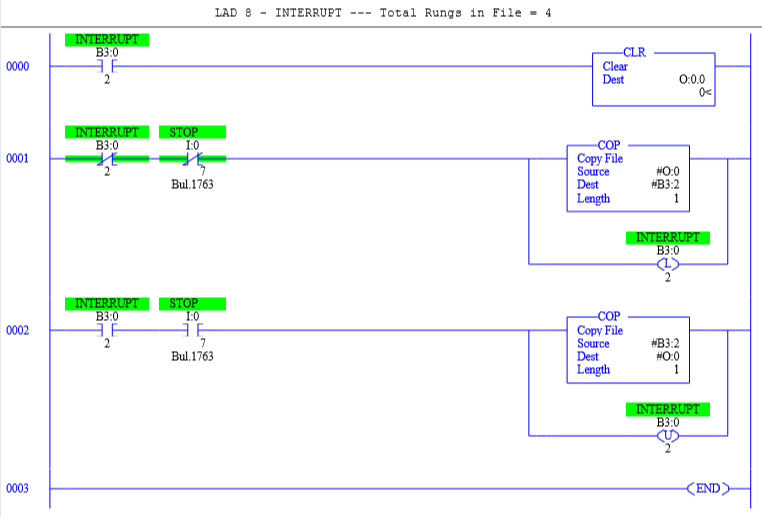 LAD 8 - INTERRUPT --- Total Rungs in File = 4
INTERRUPT
B3:0
0000
2
CLR
Clear
Dest O:0.0
0<
INTERRUPT STOP
B3:0 I:0
0001
2 7
Bul.1763
COP
Copy File
Source #O:0
Dest #B3:2
Length 1
INTERRUPT
B3:0
L
2
INTERRUPT STOP
B3:0 I:0
0002
2 7
Bul.1763
COP
Copy File
Source #B3:2
Dest #O:0
Length 1
INTERRUPT
B3:0
U
2
0003 END